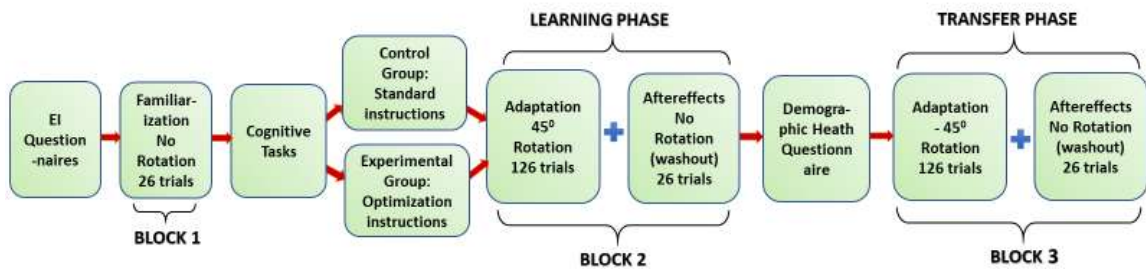 LEARNING PHASE
TRANSFER PHASE
EI
Question
-naires
Familiar-
ization
No
Rotation
26 trials
BLOCK 1
Cognitive
Tasks
Control
Group:
Standard
instructions
Experimental
Group:
Optimization
instructions
Adaptation
45⁰
Rotation
126 trials
+
Aftereffects
No
Rotation
(washout)
26 trials
BLOCK 2
Demogra-
phic Heath
Questionn
aire
Adaptation
- 45⁰
Rotation
126 trials
+
Aftereffects
No Rotation
(washout)
26 trials
BLOCK 3